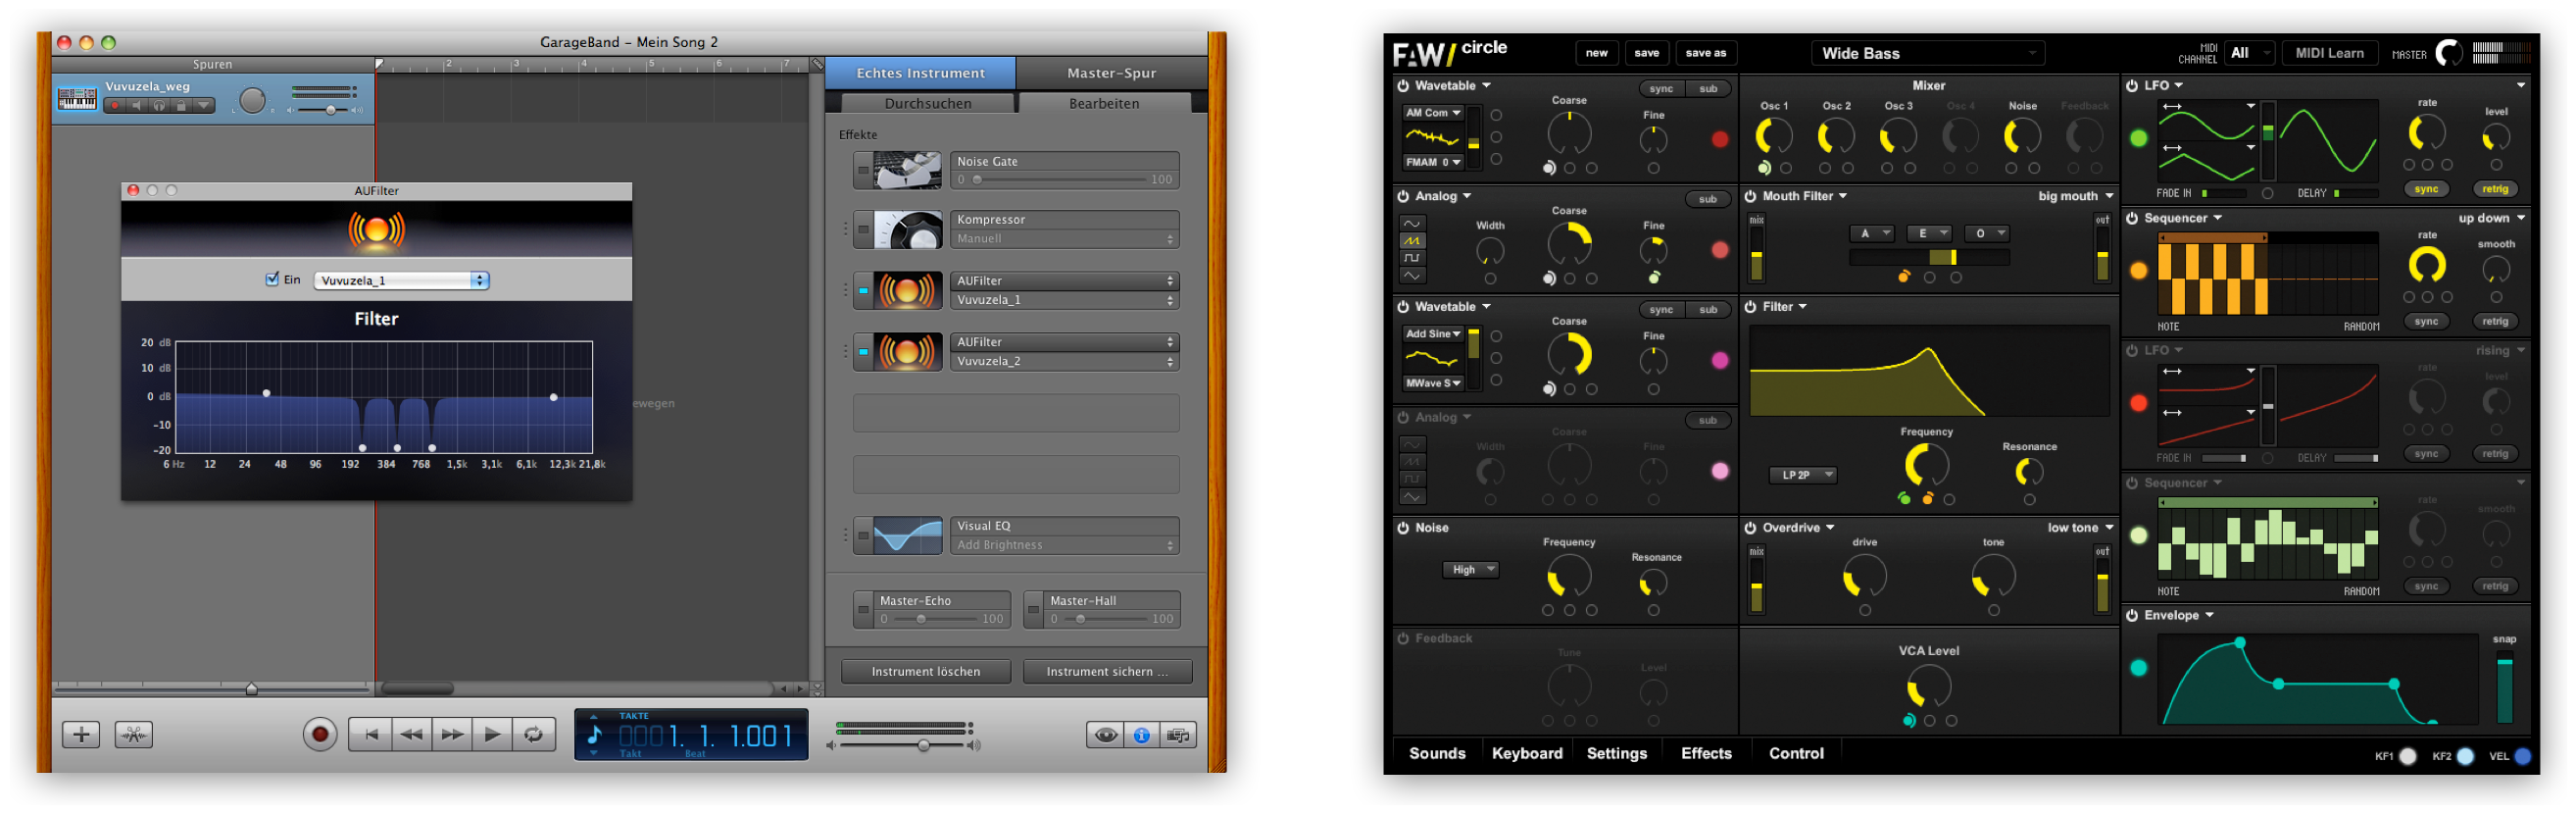 GarageBand – Mein Song 2
Spuren
2 3 4 5 6 7
Vuvuzela_weg
L R
Echtes Instrument Master-Spur
Durchsuchen Bearbeiten
Effekte
Noise Gate
0 100
Kompressor
Manuell
AUFilter
Vuvuzela_1
AUFilter
Vuvuzela_2
Visual EQ
Add Brightness
Master-Echo Master-Hall
0 100 0 100
Instrument löschen Instrument sichern ...
AUFilter
Ein Vuvuzela_1
Filter
20 dB
10 dB
0 dB
-10
-20
6 Hz 12 24 48 96 192 384 768 1,5k 3,1k 6,1k 12,3k 21,8k
ewegen
TAKTE
0001. 1. 1.001
Takt Beat
FAW/ circle
new save save as
Wide Bass
MIDI CHANNEL All MIDI Learn MASTER
Wavetable
sync sub
AM Com
FMAM 0
Coarse Fine
Analog
sub
Width Coarse Fine
Wavetable
sync sub
Add Sine
MWave S
Coarse Fine
Analog
sub
Width Coarse Fine
Noise
High
Frequency Resonance
Feedback
Tune Level
Mixer
Osc 1 Osc 2 Osc 3 Osc 4 Noise Feedback
Mouth Filter big mouth
mix A E O out
Filter
LP 2P
Frequency Resonance
Overdrive low tone
mix drive tone out
VCA Level
LFO
rate level
FADE IN DELAY
sync retrig
Sequencer up down
rate smooth
NOTE RANDOM
sync retrig
LFO rising
rate level
FADE IN DELAY
sync retrig
Sequencer
rate smooth
NOTE RANDOM
sync retrig
Envelope
snap
Sounds Keyboard Settings Effects Control
KF1 KF2 VEL